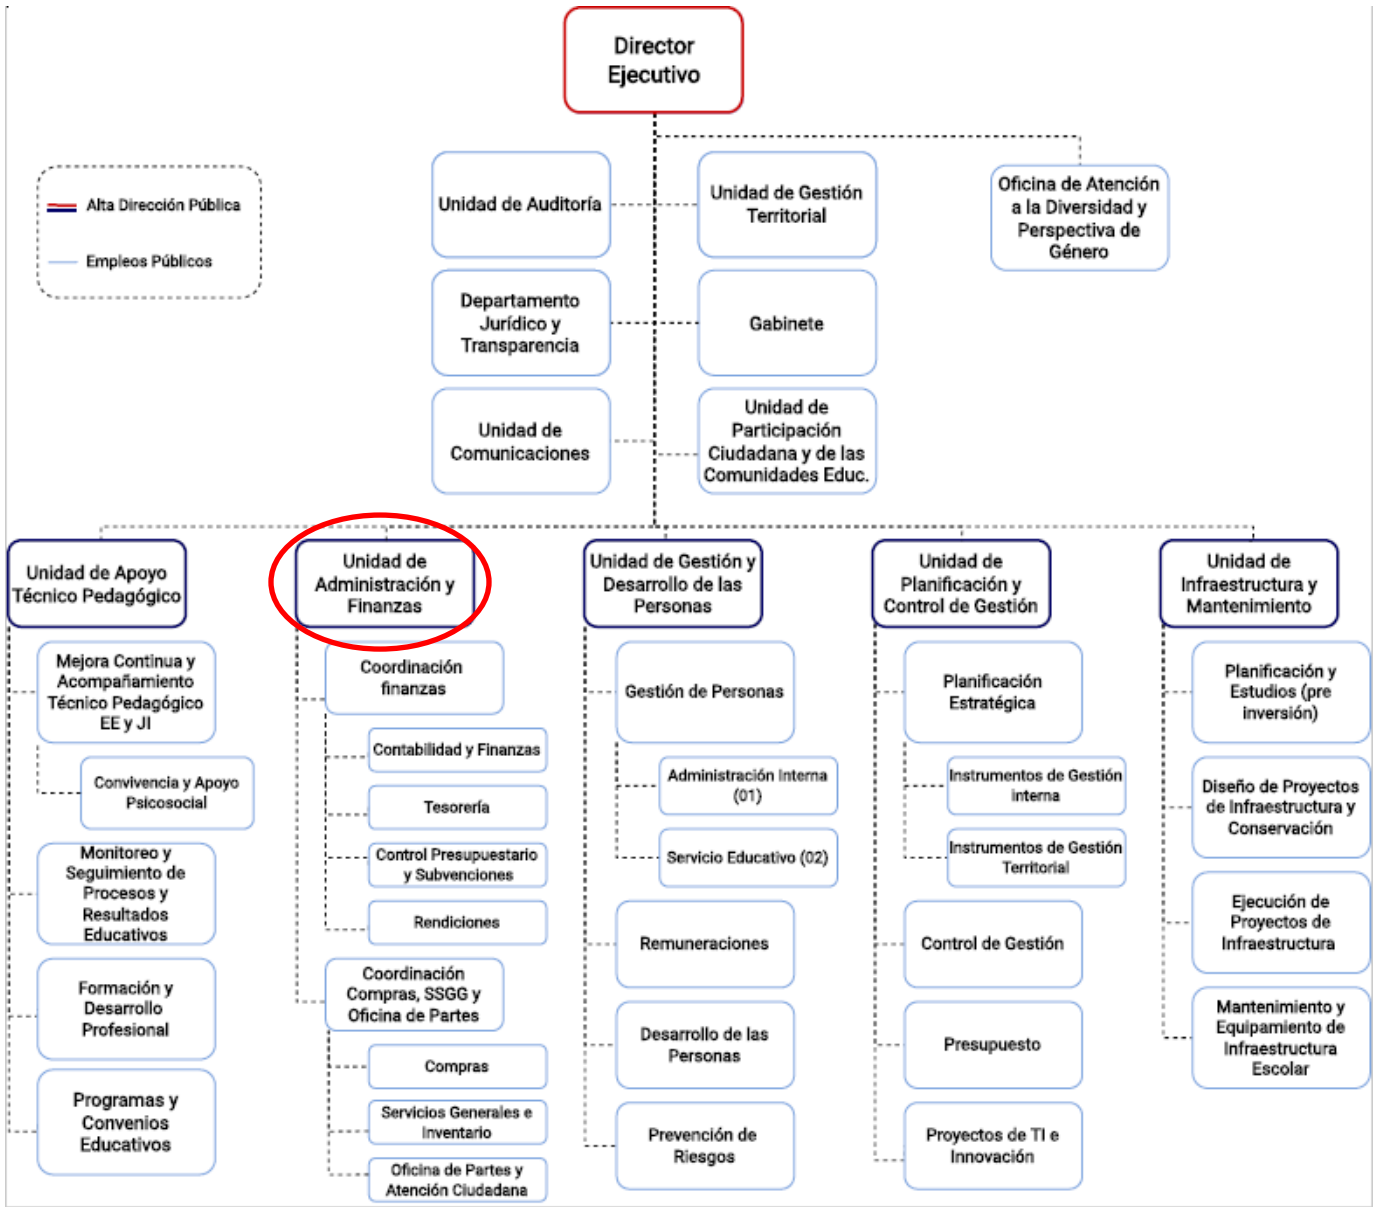 Director
Ejecutivo
Alta Dirección Pública
Empleos Públicos
Unidad de Auditoría
Unidad de Gestión
Territorial
Oficina de Atención
a la Diversidad y
Perspectiva de
Género
Departamento
Jurídico y
Transparencia
Gabinete
Unidad de
Comunicaciones
Unidad de
Participación
Ciudadana y de las
Comunidades Educ.
Unidad de Apoyo
Técnico Pedagógico
Mejora Continua y
Acompañamiento
Técnico Pedagógico
EE y JI
Convivencia y Apoyo
Psicosocial
Monitoreo y
Seguimiento de
Procesos y
Resultados
Educativos
Formación y
Desarrollo
Profesional
Programas y
Convenios
Educativos
Unidad de
Administración y
Finanzas
Coordinación
finanzas
Contabilidad y Finanzas
Tesorería
Control Presupuestario
y Subvenciones
Rendiciones
Coordinación
Compras, SSGG y
Oficina de Partes
Compras
Servicios Generales e
Inventario
Oficina de Partes y
Atención Ciudadana
Unidad de Gestión y
Desarrollo de las
Personas
Gestión de Personas
Administración Interna
(01)
Servicio Educativo (02)
Remuneraciones
Desarrollo de las
Personas
Prevención de
Riesgos
Unidad de
Planificación y
Control de Gestión
Planificación
Estratégica
Instrumentos de Gestión
interna
Instrumentos de Gestión
Territorial
Control de Gestión
Presupuesto
Proyectos de TI e
Innovación
Unidad de
Infraestructura y
Mantenimiento
Planificación y
Estudios (pre
inversión)
Diseño de Proyectos
de Infraestructura y
Conservación
Ejecución de
Proyectos de
Infraestructura
Mantenimiento y
Equipamiento de
Infraestructura
Escolar